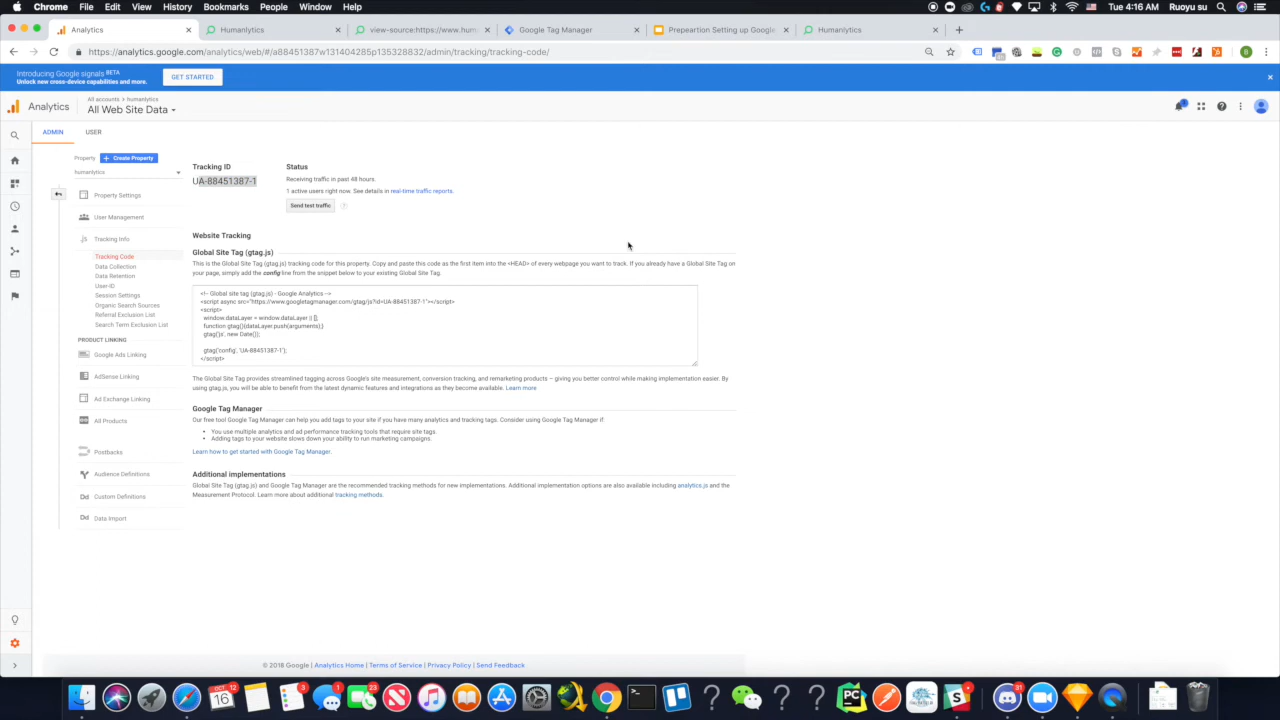 Chrome File Edit View History Bookmarks People Window Help
100% Tue 4:16 AM Ruoyu Sun
Analytics
Humanlytics
view-source:https://www.hum
Google Tag Manager
Prepeartion Setting up Google
Humanlytics
https://analytics.google.com/analytics/web/#/a88451387w131404285p135328832/admin/tracking/tracking-code/
Introducing Google signals BETA
Unlock new cross-device capabilities and more.
GET STARTED
Analytics
All accounts > humanlytics
All Web Site Data
ADMIN
USER
Property
+ Create Property
humanlytics
Property Settings
User Management
Tracking Info
Tracking Code
Data Collection
Data Retention
User-ID
Session Settings
Organic Search Sources
Referral Exclusion List
Search Term Exclusion List
PRODUCT LINKING
Google Ads Linking
AdSense Linking
Ad Exchange Linking
All Products
Postbacks
Audience Definitions
Custom Definitions
Data Import
Tracking ID
UA-88451387-1
Status
Receiving traffic in past 48 hours.
1 active users right now. See details in real-time traffic reports.
Send test traffic
Website Tracking
Global Site Tag (gtag.js)
This is the Global Site Tag (gtag.js) tracking code for this property. Copy and paste this code as the first item into the <HEAD> of every webpage you want to track. If you already have a Global Site Tag on
your page, simply add the config line from the snippet below to your existing Global Site Tag.
<!-- Global site tag (gtag.js) - Google Analytics -->
<script async src="https://www.googletagmanager.com/gtag/js?id=UA-88451387-1"></script>
<script>
window.dataLayer = window.dataLayer || [];
function gtag(){dataLayer.push(arguments);}
gtag('js', new Date());
gtag('config', 'UA-88451387-1');
</script>
The Global Site Tag provides streamlined tagging across Google's site measurement, conversion tracking, and remarketing products – giving you better control while making implementation easier. By
using gtag.js, you will be able to benefit from the latest dynamic features and integrations as they become available. Learn more
Google Tag Manager
Our free tool Google Tag Manager can help you add tags to your site if you have many analytics and tracking tags. Consider using Google Tag Manager if:
• You use multiple analytics and ad performance tracking tools that require site tags.
• Adding tags to your website slows down your ability to run marketing campaigns.
Learn how to get started with Google Tag Manager.
Additional implementations
Global Site Tag (gtag.js) and Google Tag Manager are the recommended tracking methods for new implementations. Additional implementation options are also available including analytics.js and the
Measurement Protocol. Learn more about additional tracking methods.
© 2018 Google | Analytics Home | Terms of Service | Privacy Policy | Send Feedback